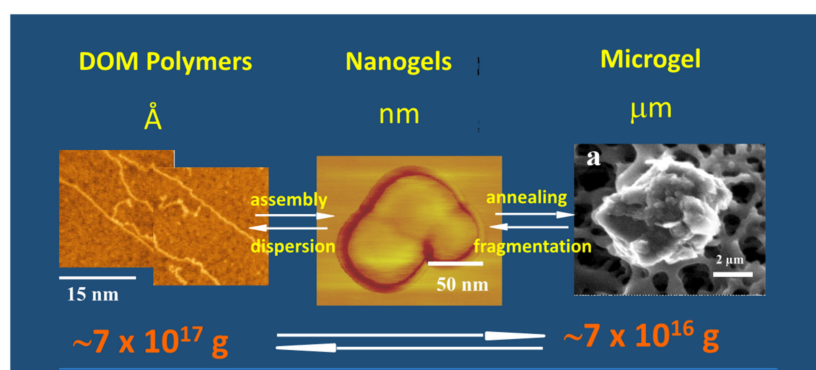 DOM Polymers
Nanogels
Microgel
Å
nm
μm
a
assembly
dispersion
annealing
fragmentation
15 nm
50 nm
2 μm
~7 x 10¹⁷ g
~7 x 10¹⁶ g